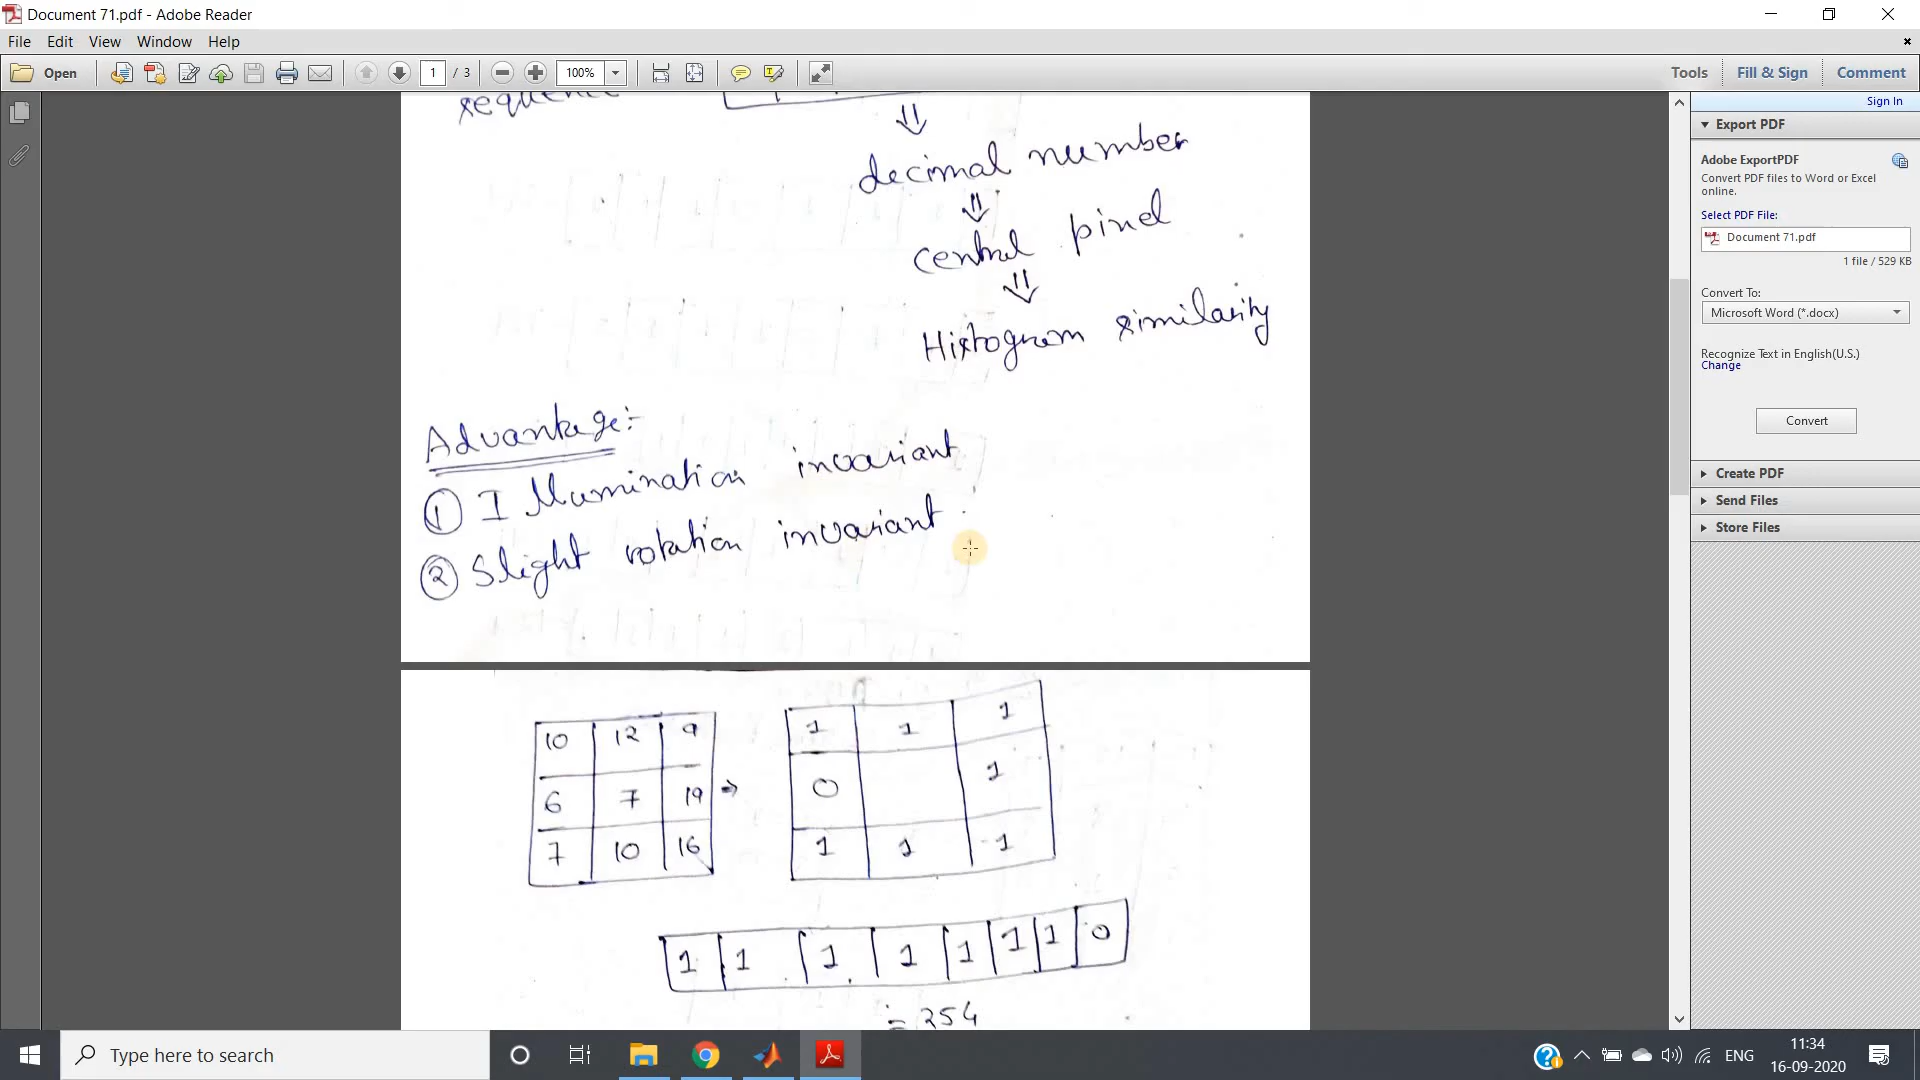 Document 71.pdf - Adobe Reader
File Edit View Window Help
Open 1 / 3 100% Tools Fill & Sign Comment
Sign In
sequence
decimal number
central pixel
Histogram similarity
Advantage:-
① Illumination invariant
② Slight rotation invariant
10 12 9
6 7 19
7 10 16
1 1 1
0 1
1 1 1
1 1 1 1 1 1 1 0
= 254
Export PDF
Adobe ExportPDF
Convert PDF files to Word or Excel
online.
Select PDF File:
Document 71.pdf
1 file / 529 KB
Convert To:
Microsoft Word (*.docx)
Recognize Text in English(U.S.)
Change
Convert
Create PDF
Send Files
Store Files
Type here to search
ENG
11:34
16-09-2020